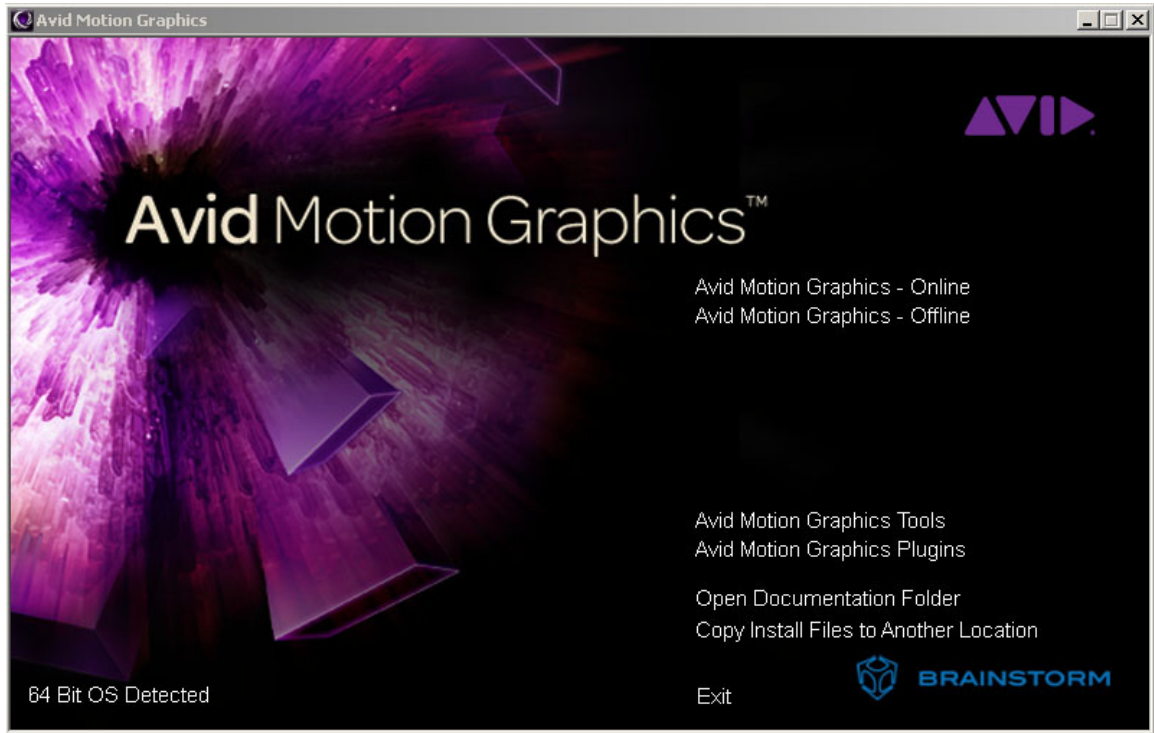 Avid Motion Graphics
AVID
Avid Motion Graphics™
Avid Motion Graphics - Online
Avid Motion Graphics - Offline
Avid Motion Graphics Tools
Avid Motion Graphics Plugins
Open Documentation Folder
Copy Install Files to Another Location
BRAINSTORM
64 Bit OS Detected
Exit